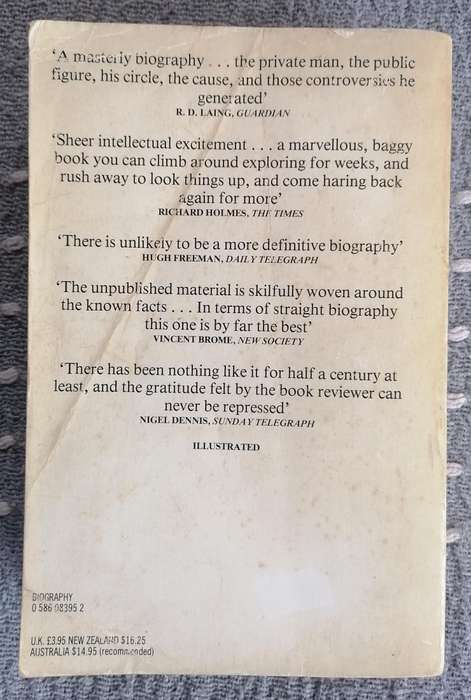 ‘A masterly biography . . . the private man, the public
figure, his circle, the cause, and those controversies he
generated’
R. D. LAING, GUARDIAN
‘Sheer intellectual excitement . . . a marvellous, baggy
book you can climb around exploring for weeks, and
rush away to look things up, and come haring back
again for more’
RICHARD HOLMES, THE TIMES
‘There is unlikely to be a more definitive biography’
HUGH FREEMAN, DAILY TELEGRAPH
‘The unpublished material is skilfully woven around
the known facts . . . In terms of straight biography
this one is by far the best’
VINCENT BROME, NEW SOCIETY
‘There has been nothing like it for half a century at
least, and the gratitude felt by the book reviewer can
never be repressed’
NIGEL DENNIS, SUNDAY TELEGRAPH
ILLUSTRATED
BIOGRAPHY
0 586 08395 2
U.K. £3.95 NEW ZEALAND $16.25
AUSTRALIA $14.95 (recommended)